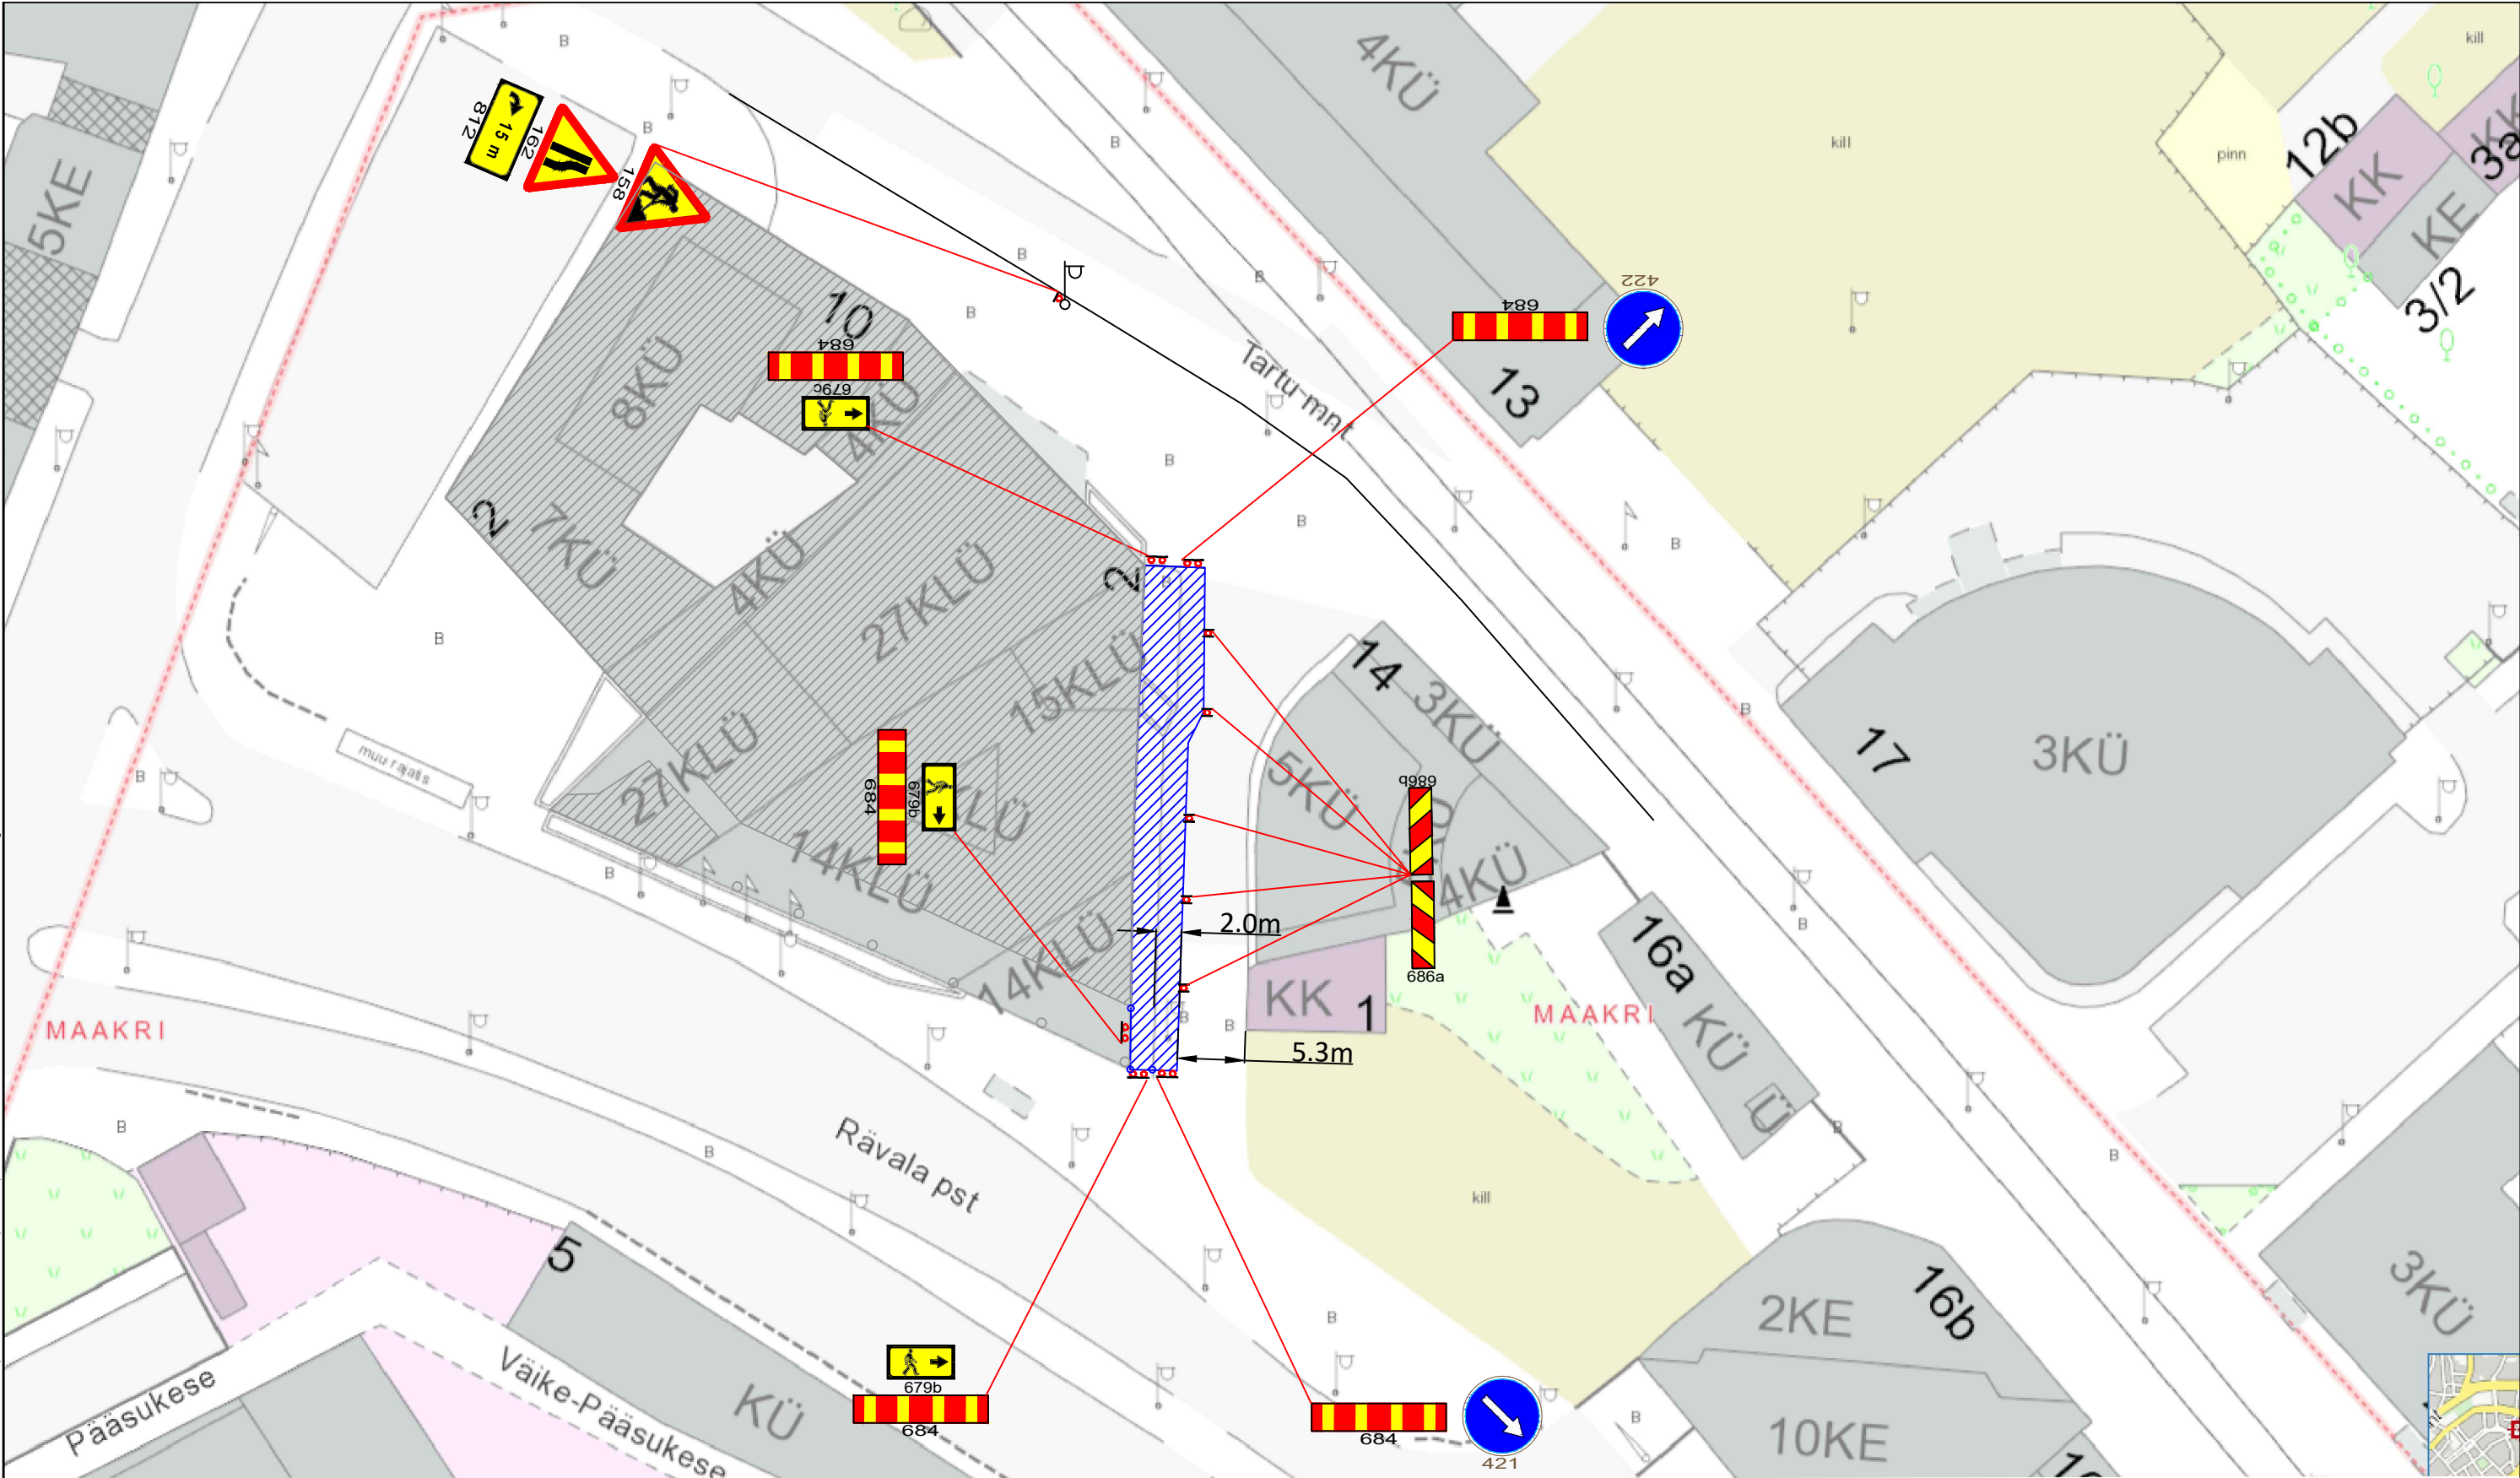 B
kill
4KÜ
812
15 m
162
158
B
B
B
kill
pinn
12b
KK
3a
KE
3/2
5KE
B
B
B
422
684
10
684
679c
8KÜ
4KÜ
Tartu mnt
13
B
2
7KÜ
4KÜ
27KLÜ
2
B
B
B
15KLÜ
14
3KÜ
5KÜ
17
3KÜ
B
muu rajatis
B
27KLÜ
684
679b
KLÜ
14KLÜ
B
686b
4KÜ
686a
2.0m
14KLÜ
KK
1
B
B
5.3m
16a
KÜ
Ü
B
B
B
MAAKRI
MAAKRI
B
B
Rävala pst
kill
5
KÜ
Pääsukese
Väike-Pääsukese
679b
684
B
684
421
B
2KE
16b
10KE
3KÜ